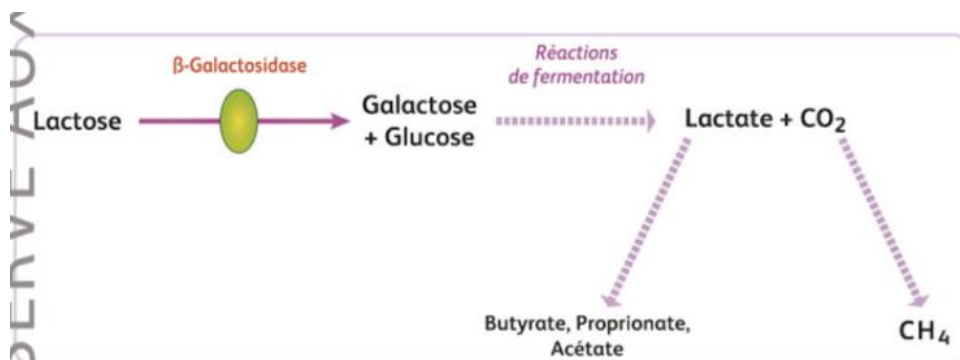 β-Galactosidase
Réactions
de fermentation
Lactose
Galactose
+ Glucose
Lactate + CO₂
Butyrate, Proprionate,
Acétate
CH₄